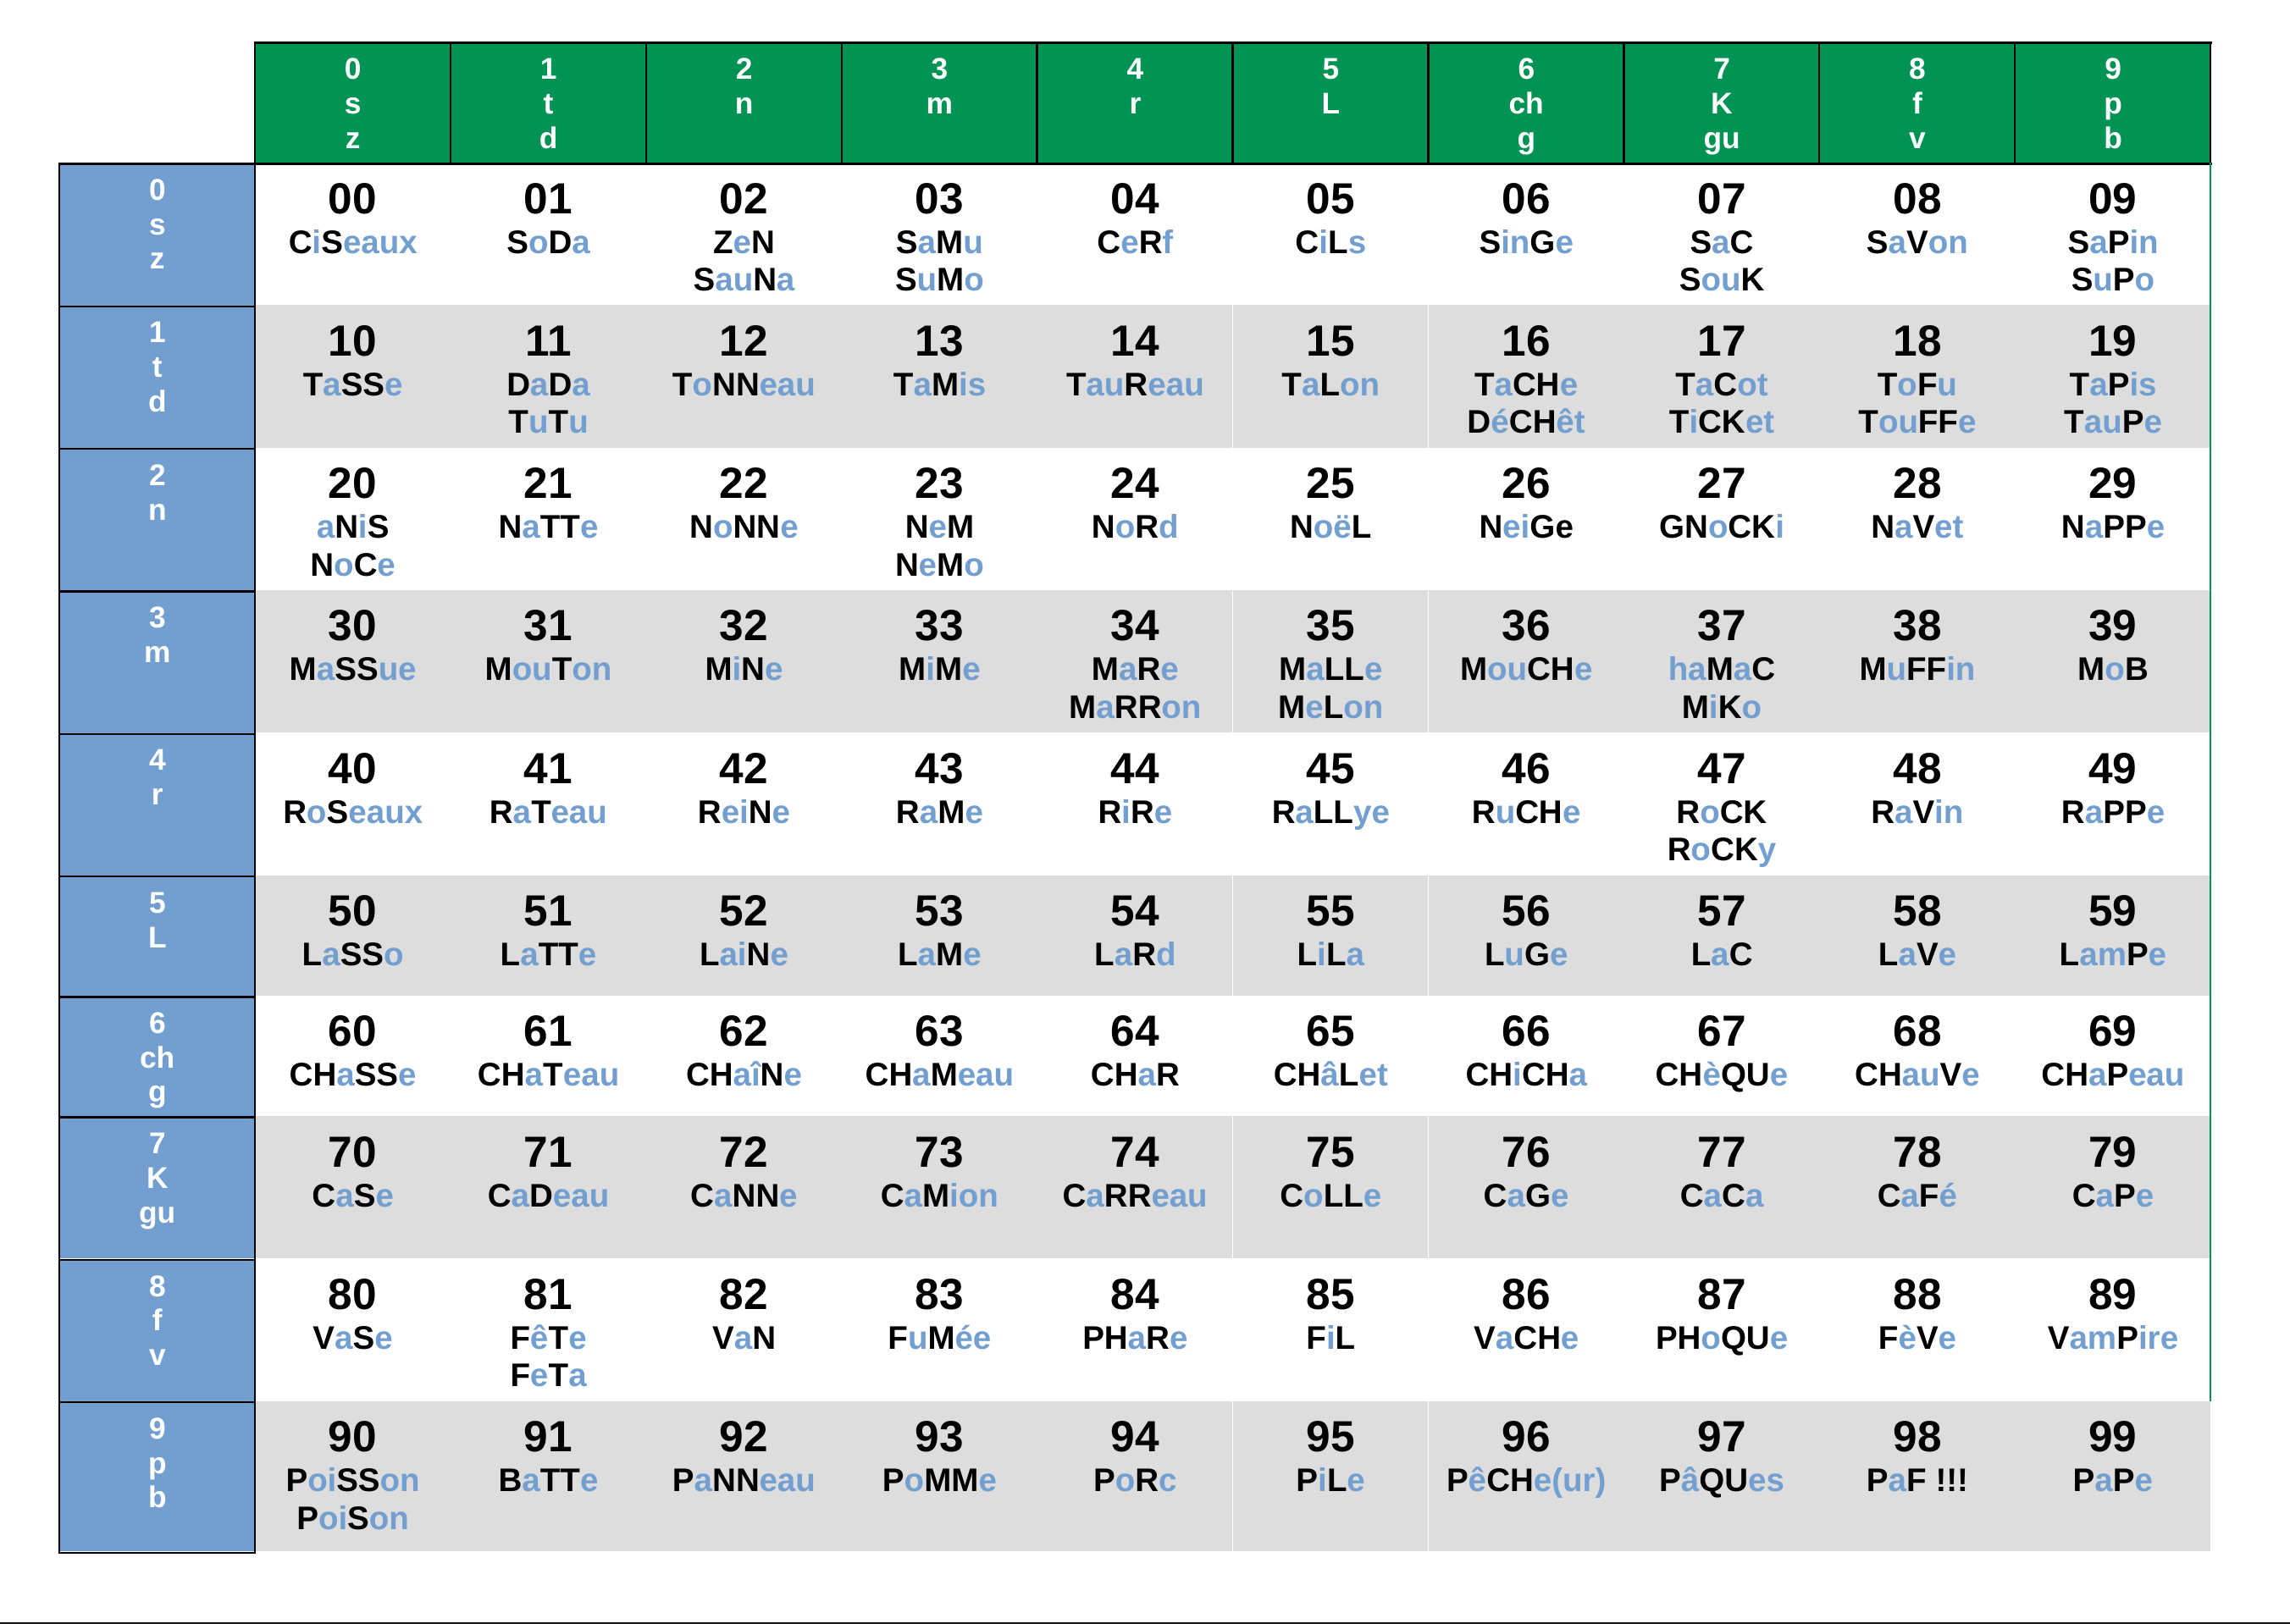 0 1 2 3 4 5 6 7 8 9
s t n m r L ch K f p
z d g gu v b
0 00 01 02 03 04 05 06 07 08 09
s CiSeaux SoDa ZeN SaMu CeRf CiLs SinGe SaC SaVon SaPin
z SauNa SuMo SouK SuPo
1 10 11 12 13 14 15 16 17 18 19
t TaSSe DaDa ToNNeau TaMis TauReau TaLon TaCHe TaCot ToFu TaPis
d TuTu DéCHêt TiCKet TouFFe TauPe
2 20 21 22 23 24 25 26 27 28 29
n aNiS NaTTe NoNNe NeM NoRd NoëL NeiGe GNoCKi NaVet NaPPe
NoCe NeMo
3 30 31 32 33 34 35 36 37 38 39
m MaSSue MouTon MiNe MiMe MaRe MaLLe MouCHe haMaC MuFFin MoB
MaRRon MeLon MiKo
4 40 41 42 43 44 45 46 47 48 49
r RoSeaux RaTeau ReiNe RaMe RiRe RaLLye RuCHe RoCK RaVin RaPPe
RoCKy
5 50 51 52 53 54 55 56 57 58 59
L LaSSo LaTTe LaiNe LaMe LaRd LiLa LuGe LaC LaVe LamPe
6 60 61 62 63 64 65 66 67 68 69
ch CHaSSe CHaTeau CHaîNe CHaMeau CHaR CHâLet CHiCHa CHèQUe CHauVe CHaPeau
g
7 70 71 72 73 74 75 76 77 78 79
K CaSe CaDeau CaNNe CaMion CaRReau CoLLe CaGe CaCa CaFé CaPe
gu
8 80 81 82 83 84 85 86 87 88 89
f VaSe FêTe VaN FuMée PHaRe FiL VaCHe PHoQUe FèVe VamPire
v FeTa
9 90 91 92 93 94 95 96 97 98 99
p PoiSSon BaTTe PaNNeau PoMMe PoRc PiLe PêCHe(ur) PâQUes PaF !!! PaPe
b PoiSon